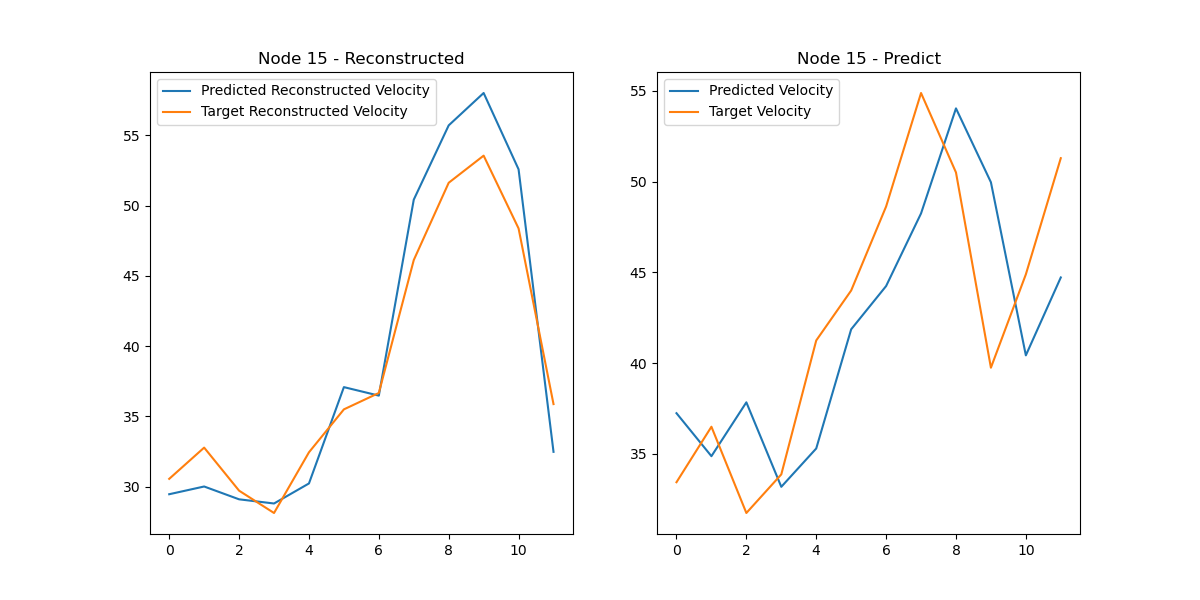 Node 15 - Reconstructed
Predicted Reconstructed Velocity
Target Reconstructed Velocity
55
50
45
40
35
30
0 2 4 6 8 10
Node 15 - Predict
Predicted Velocity
Target Velocity
55
50
45
40
35
0 2 4 6 8 10